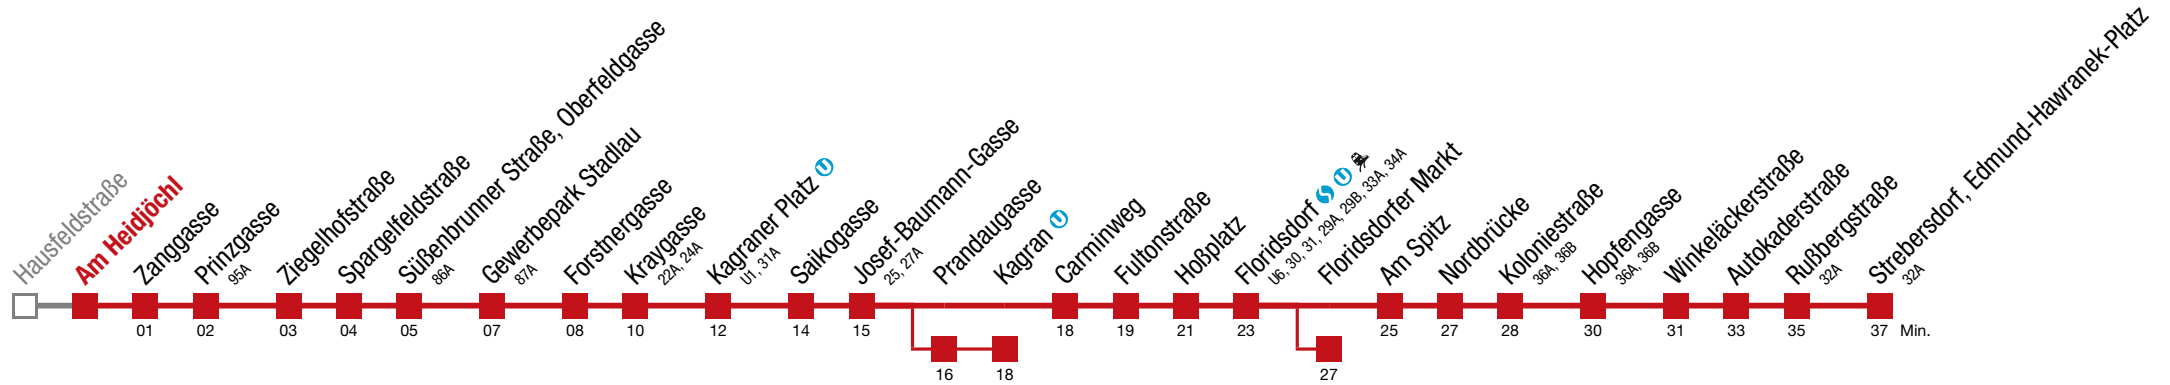 Hausfeldstraße
Am Heidjöchl
Zanggasse
01
Prinzgasse
95A
02
Ziegelhofstraße
03
Spargelfeldstraße
04
Süßenbrunner Straße, Oberfeldgasse
86A
05
Gewerbepark Stadlau
87A
07
Forstnergasse
08
Kraygasse
22A, 24A
10
Kagraner Platz U
U1, 31A
12
Saikogasse
14
Josef-Baumann-Gasse
25, 27A
15
Prandaugasse
16
Kagran U
18
Carminweg
18
Fultonstraße
19
Hoßplatz
21
Floridsdorf S U
U6, 30, 31, 29A, 29B, 33A, 34A
23
Floridsdorfer Markt
27
Am Spitz
25
Nordbrücke
27
Koloniestraße
36A, 36B
28
Hopfengasse
36A, 36B
30
Winkeläckerstraße
31
Autokaderstraße
33
Rußbergstraße
32A
35
Strebersdorf, Edmund-Hawranek-Platz
32A
37 Min.